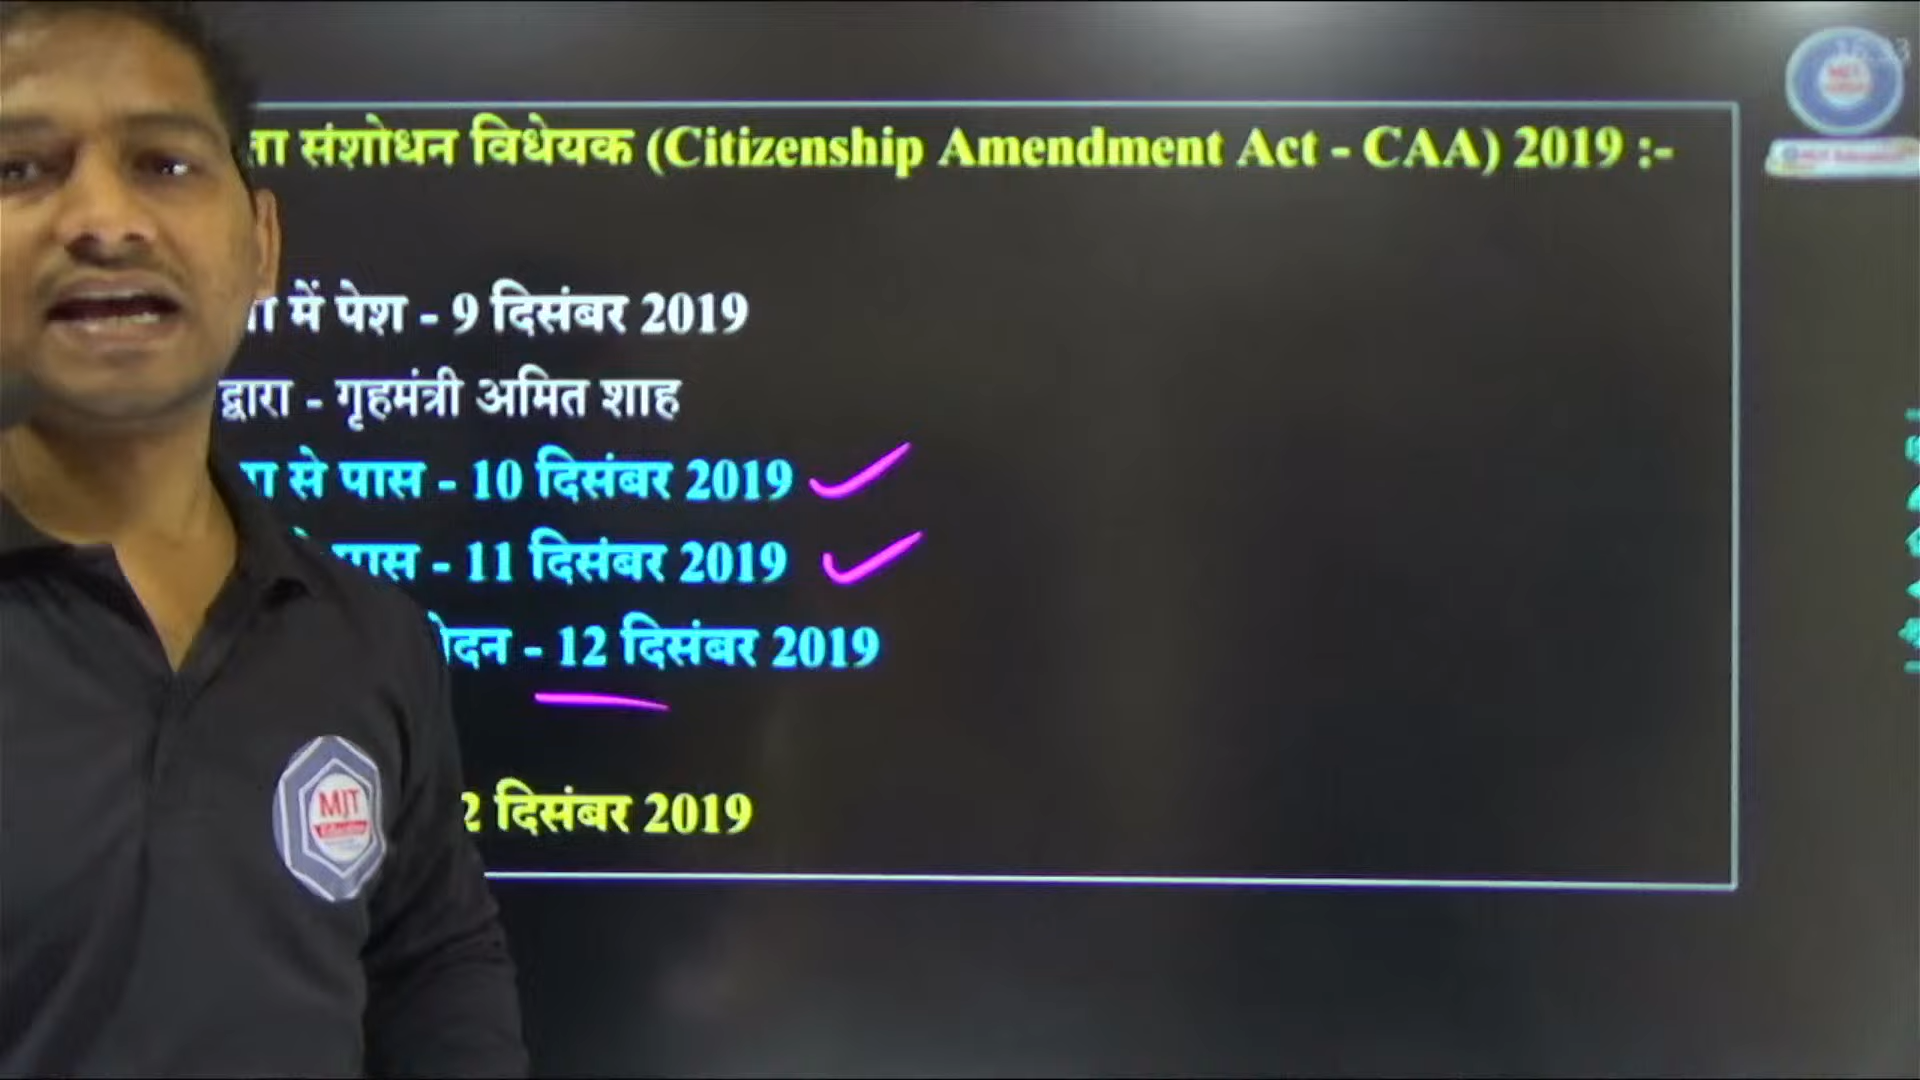 संशोधन विधेयक (Citizenship Amendment Act - CAA) 2019 :-
में पेश - 9 दिसंबर 2019
द्वारा - गृहमंत्री अमित शाह
से पास - 10 दिसंबर 2019
पास - 11 दिसंबर 2019
- 12 दिसंबर 2019
MJT
2 दिसंबर 2019